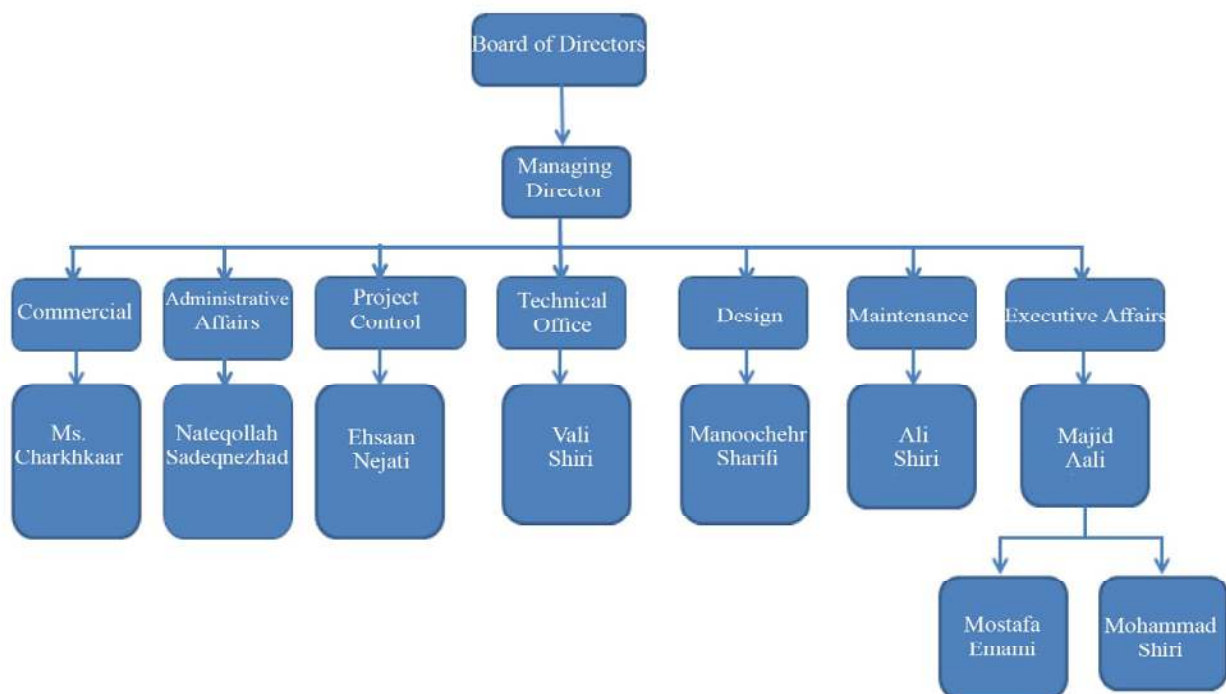 Board of Directors
Managing
Director
Commercial
Administrative
Affairs
Project
Control
Technical
Office
Design
Maintenance
Executive Affairs
Ms.
Charkhkaar
Nateqollah
Sadeqnezhad
Ehsaan
Nejati
Vali
Shiri
Manoochehr
Sharifi
Ali
Shiri
Majid
Aali
Mostafa
Emami
Mohammad
Shiri